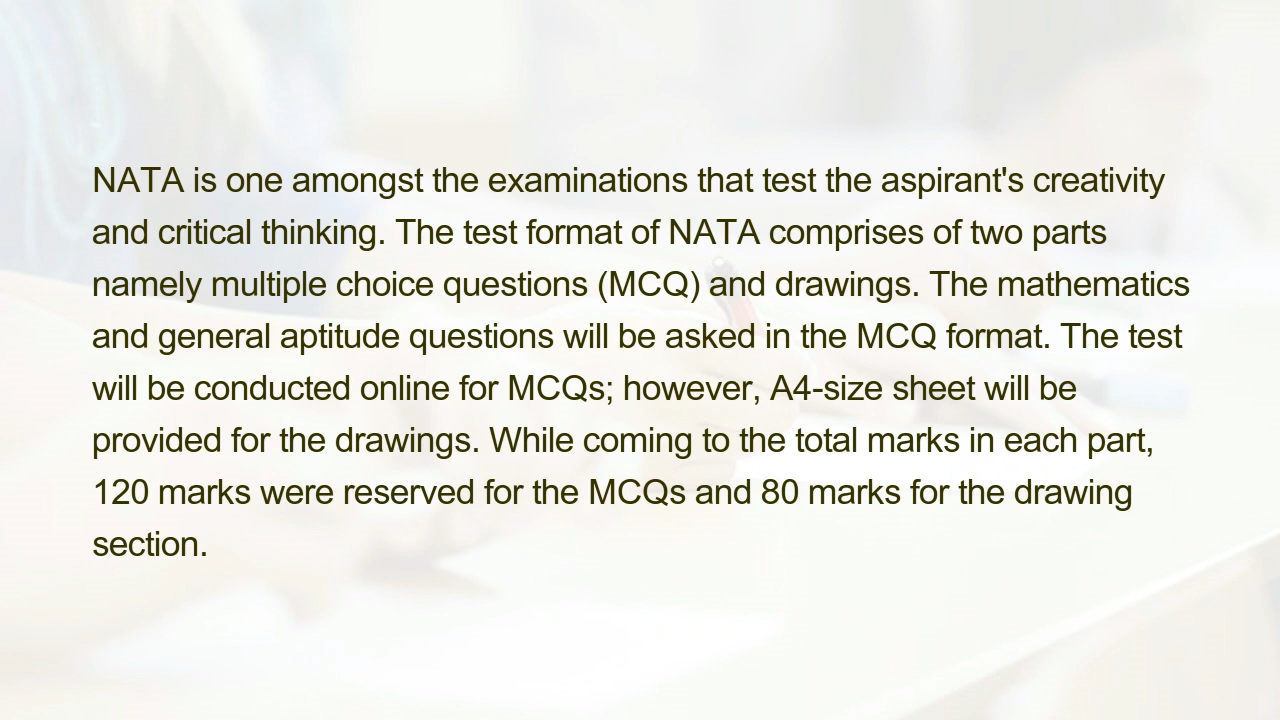 NATA is one amongst the examinations that test the aspirant's creativity
and critical thinking. The test format of NATA comprises of two parts
namely multiple choice questions (MCQ) and drawings. The mathematics
and general aptitude questions will be asked in the MCQ format. The test
will be conducted online for MCQs; however, A4-size sheet will be
provided for the drawings. While coming to the total marks in each part,
120 marks were reserved for the MCQs and 80 marks for the drawing
section.